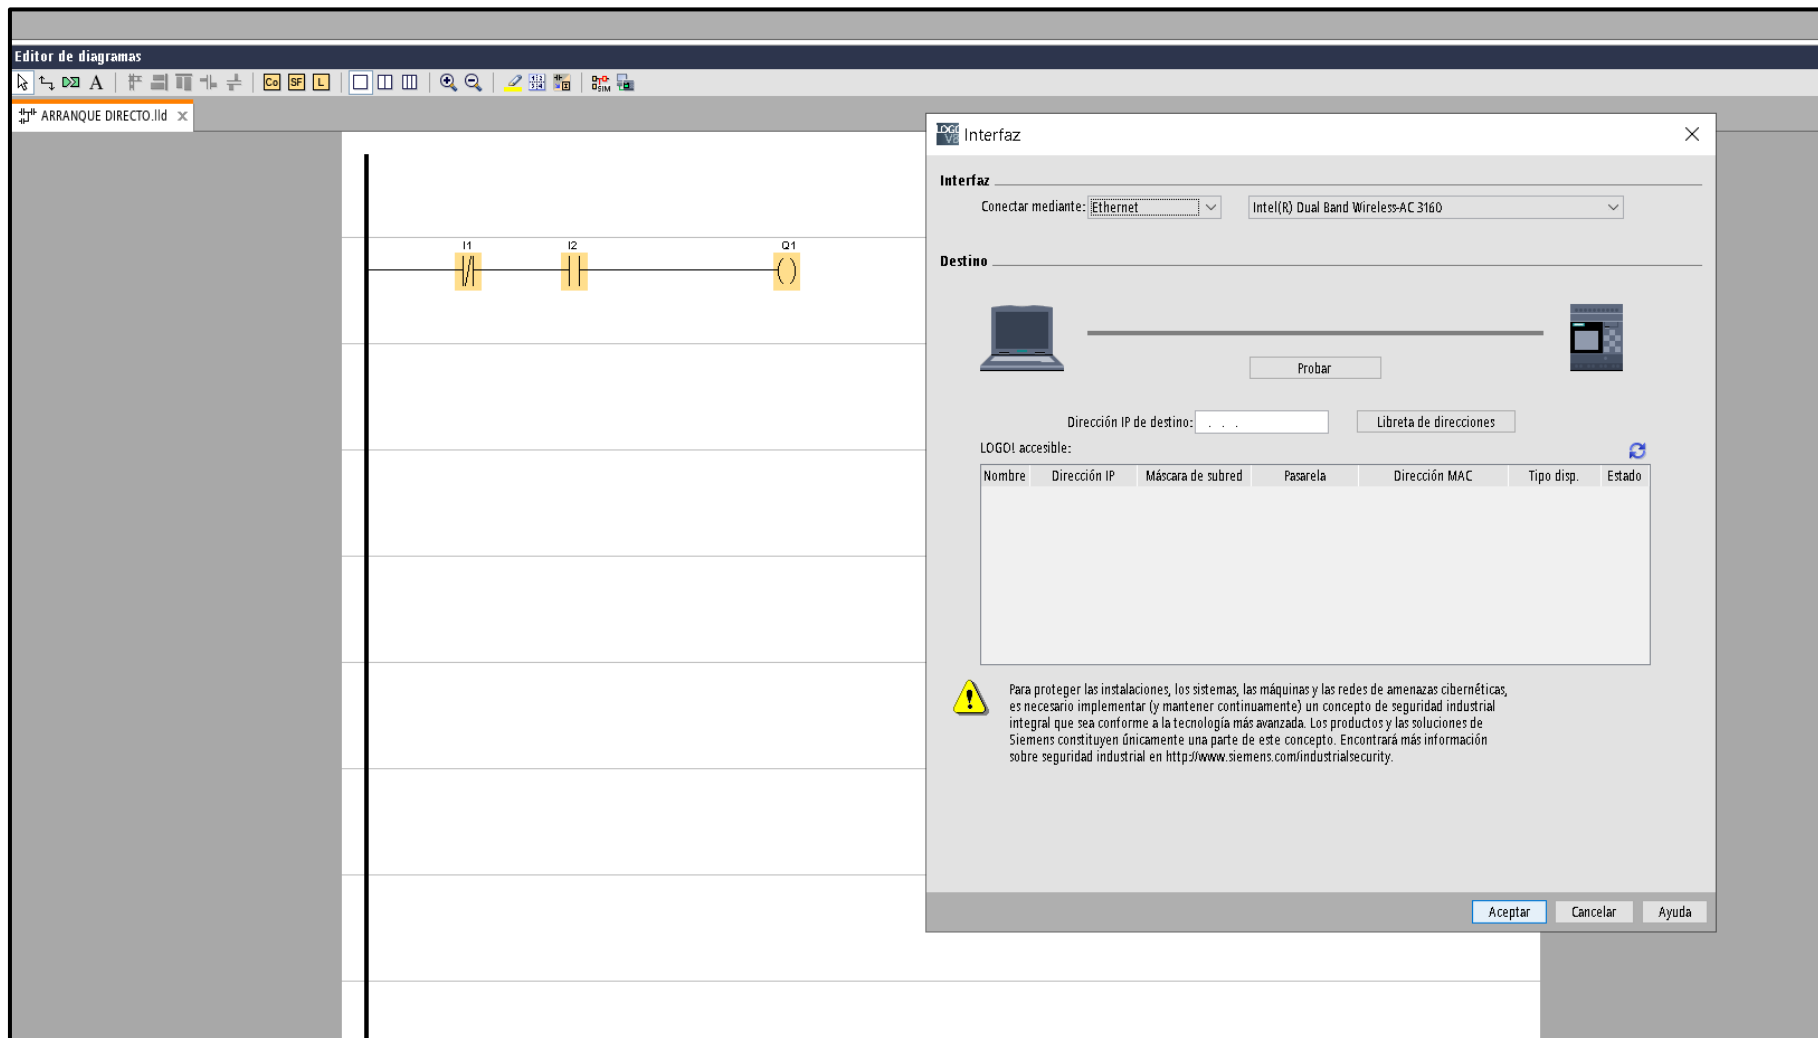 Editor de diagramas
A Co SF L SIM
ARRANQUE DIRECTO.lld
LOGO! V8 Interfaz
Interfaz
Conectar mediante: Ethernet Intel(R) Dual Band Wireless-AC 3160
I1 I2 Q1
Destino
Probar
Dirección IP de destino: . . . Libreta de direcciones
LOGO! accesible:
Nombre Dirección IP Máscara de subred Pasarela Dirección MAC Tipo disp. Estado
Para proteger las instalaciones, los sistemas, las máquinas y las redes de amenazas cibernéticas,
es necesario implementar (y mantener continuamente) un concepto de seguridad industrial
integral que sea conforme a la tecnología más avanzada. Los productos y las soluciones de
Siemens constituyen únicamente una parte de este concepto. Encontrará más información
sobre seguridad industrial en http://www.siemens.com/industrialsecurity.
Aceptar Cancelar Ayuda